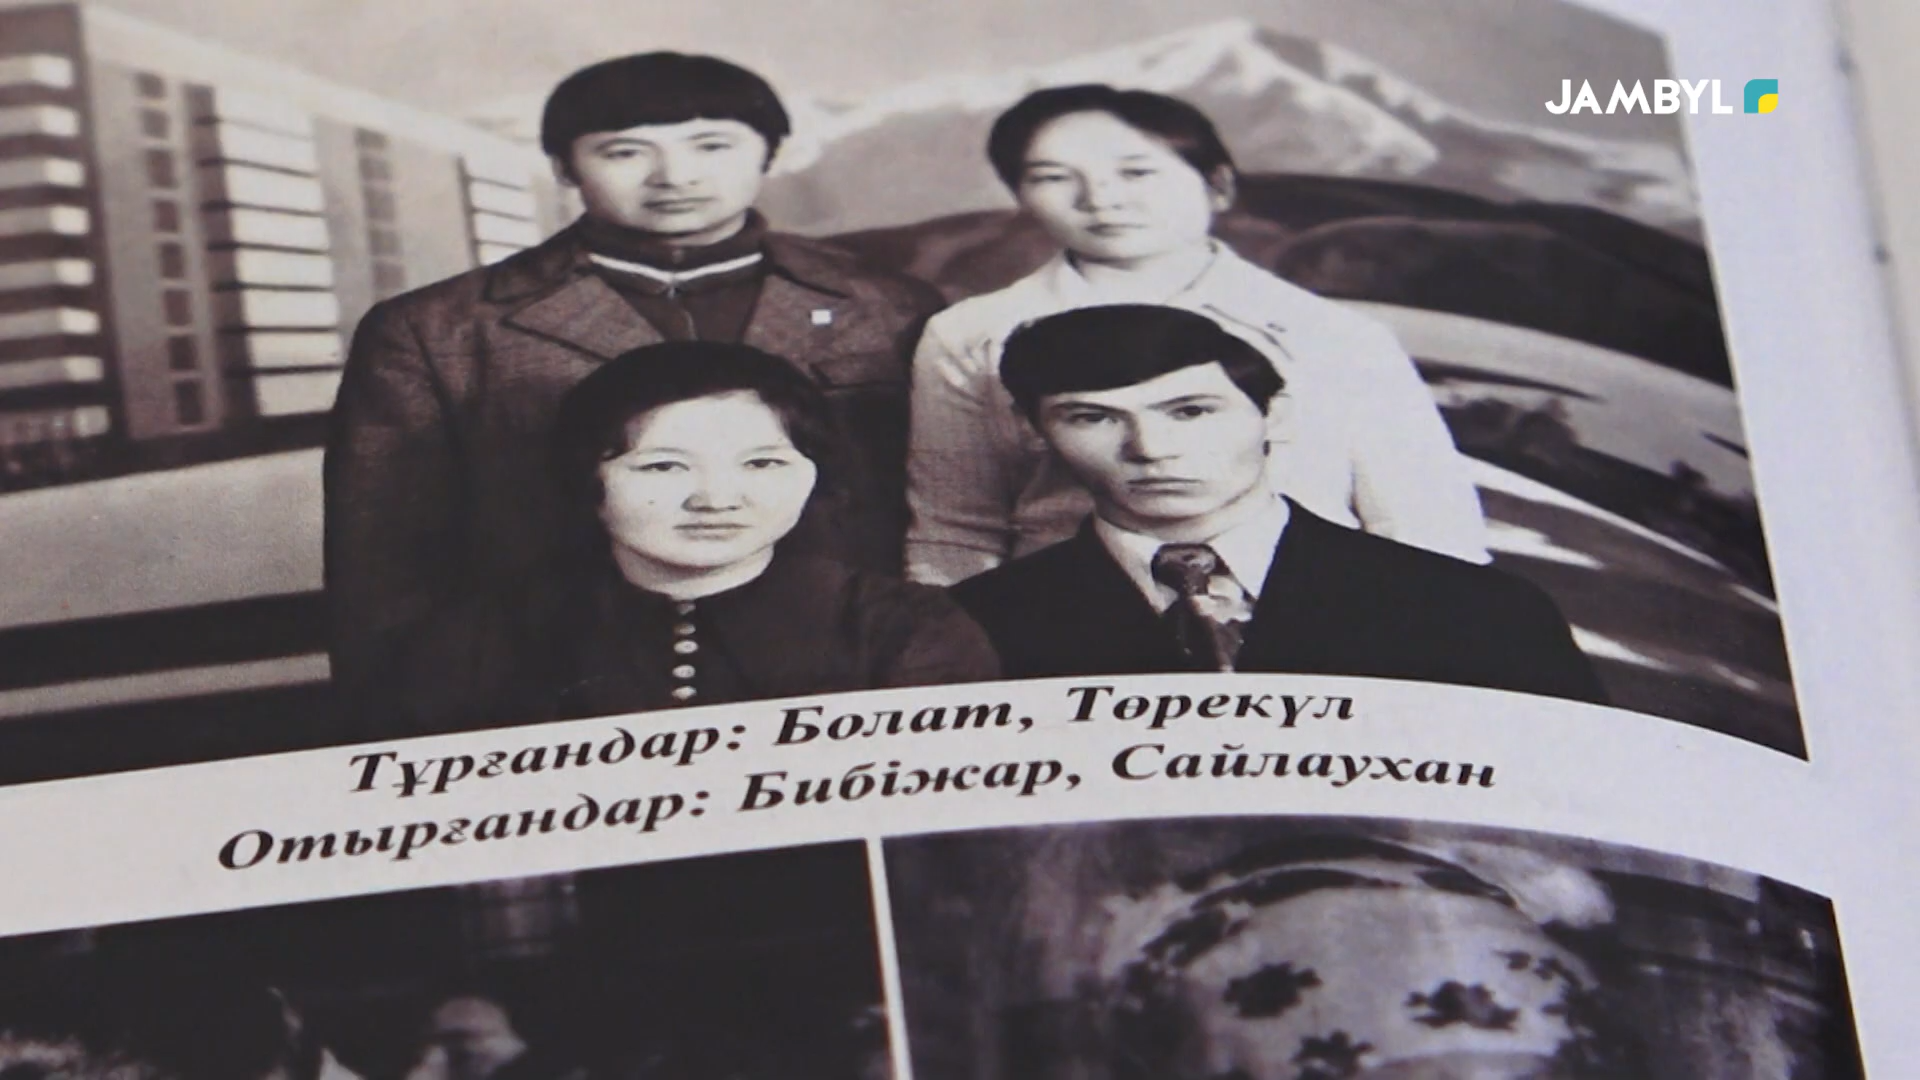 JAMBYL
Тұрғандар: Болат, Төрекүл
Отырғандар: Бибіжар, Сайлаухан